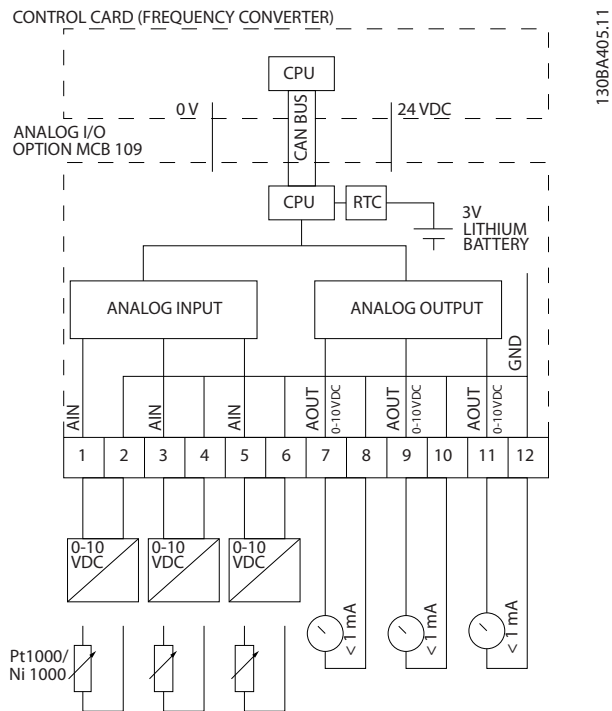 CONTROL CARD (FREQUENCY CONVERTER)
130BA405.11
CPU
0 V
CAN BUS
24 VDC
ANALOG I/O
OPTION MCB 109
CPU
RTC
3V
LITHIUM
BATTERY
ANALOG INPUT
ANALOG OUTPUT
GND
AIN
AIN
AIN
AOUT
0-10VDC
AOUT
0-10VDC
AOUT
0-10VDC
1 2 3 4 5 6 7 8 9 10 11 12
0-10
VDC
0-10
VDC
0-10
VDC
< 1 mA
< 1 mA
< 1 mA
Pt1000/
Ni 1000